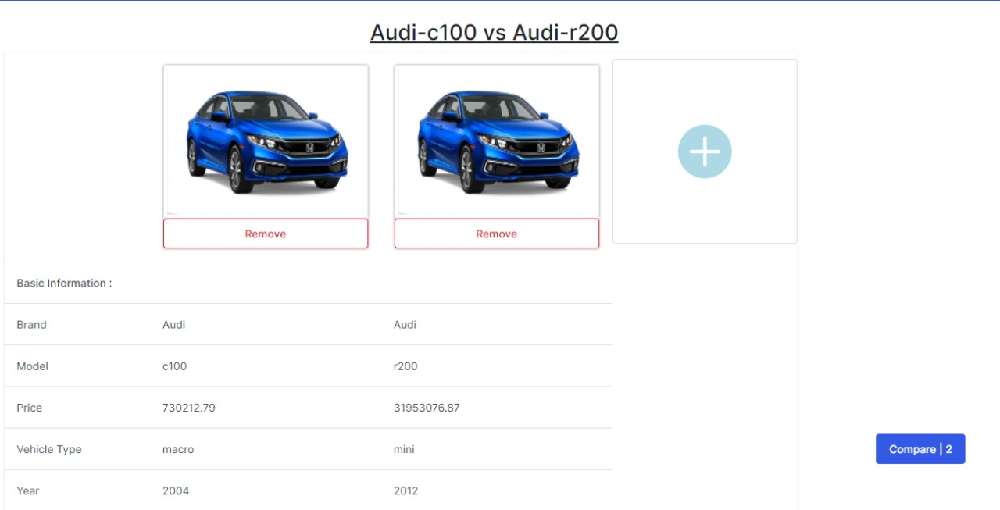 Audi-c100 vs Audi-r200
Remove
Remove
Basic Information :
Brand Audi Audi
Model c100 r200
Price 730212.79 31953076.87
Vehicle Type macro mini
Compare | 2
Year 2004 2012